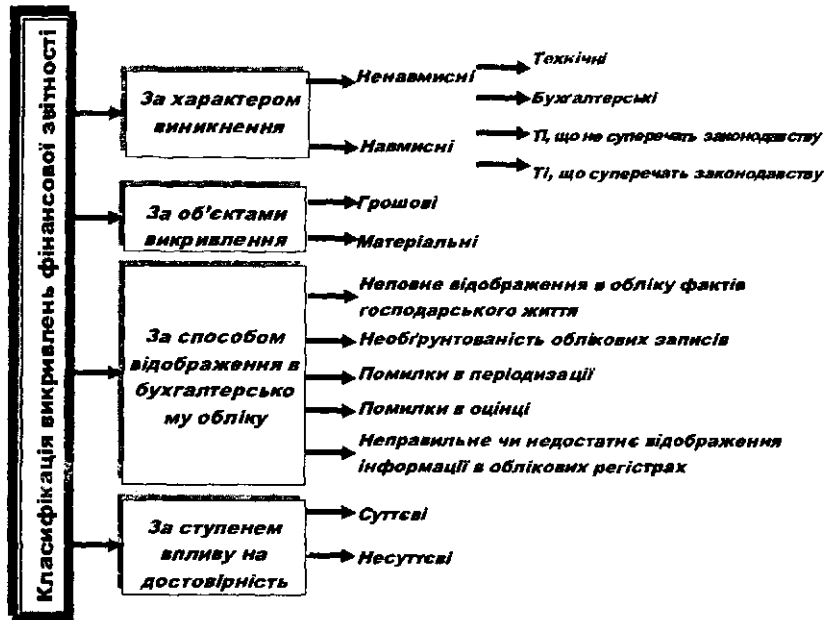 Класифікація викривлень фінансової звітності
За характером
виникнення
Ненавмисні
Технічні
Бухгалтерські
Навмисні
Ті, що не суперечать законодавству
Ті, що суперечать законодавству
За об'єктами
викривлення
Грошові
Матеріальні
За способом
відображення в
бухгалтерсько
му обліку
Неповне відображення в обліку фактів
господарського життя
Необґрунтованість облікових записів
Помилки в періодизації
Помилки в оцінці
Неправильне чи недостатнє відображення
інформації в облікових регістрах
За ступенем
впливу на
достовірність
Суттєві
Несуттєві